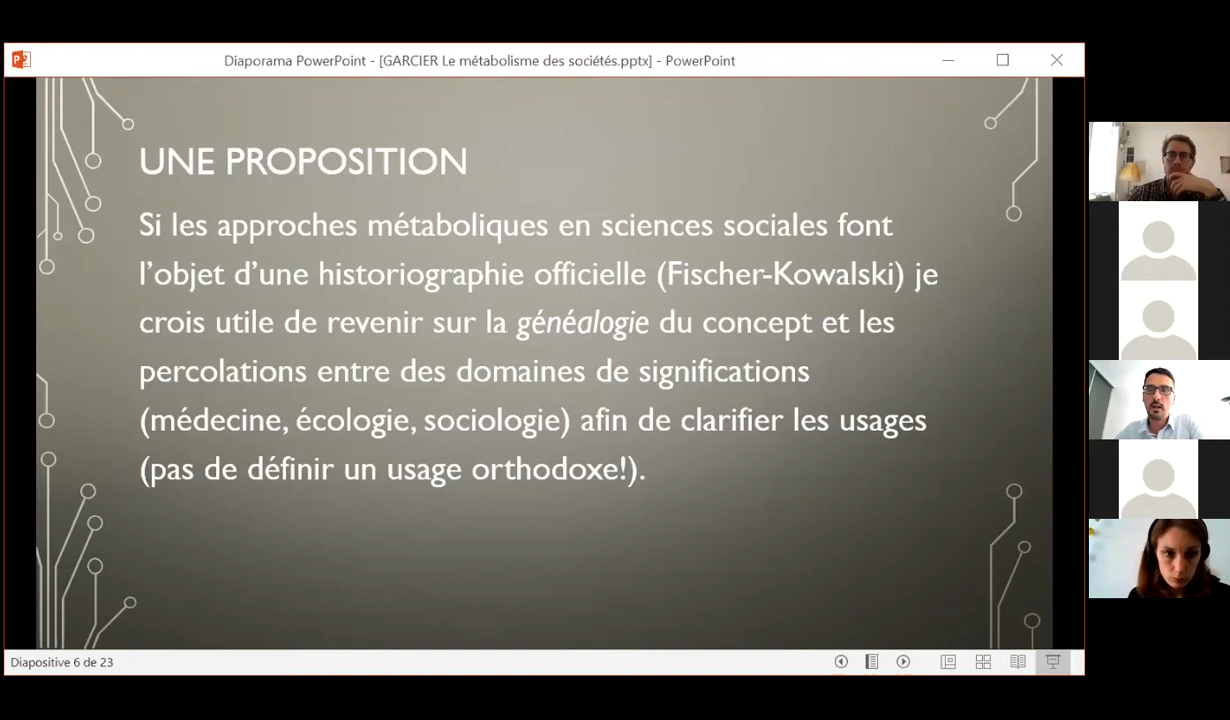 Diaporama PowerPoint - [GARCIER Le métabolisme des sociétés.pptx] - PowerPoint
UNE PROPOSITION
Si les approches métaboliques en sciences sociales font
l'objet d'une historiographie officielle (Fischer-Kowalski) je
crois utile de revenir sur la généalogie du concept et les
percolations entre des domaines de significations
(médecine, écologie, sociologie) afin de clarifier les usages
(pas de définir un usage orthodoxe!).
Diapositive 6 de 23